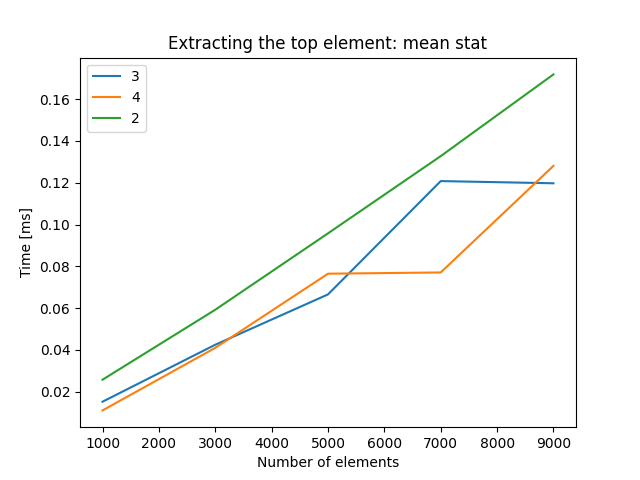 Extracting the top element: mean stat
3
4
2
0.16
0.14
0.12
0.10
0.08
0.06
0.04
0.02
Time [ms]
1000 2000 3000 4000 5000 6000 7000 8000 9000
Number of elements